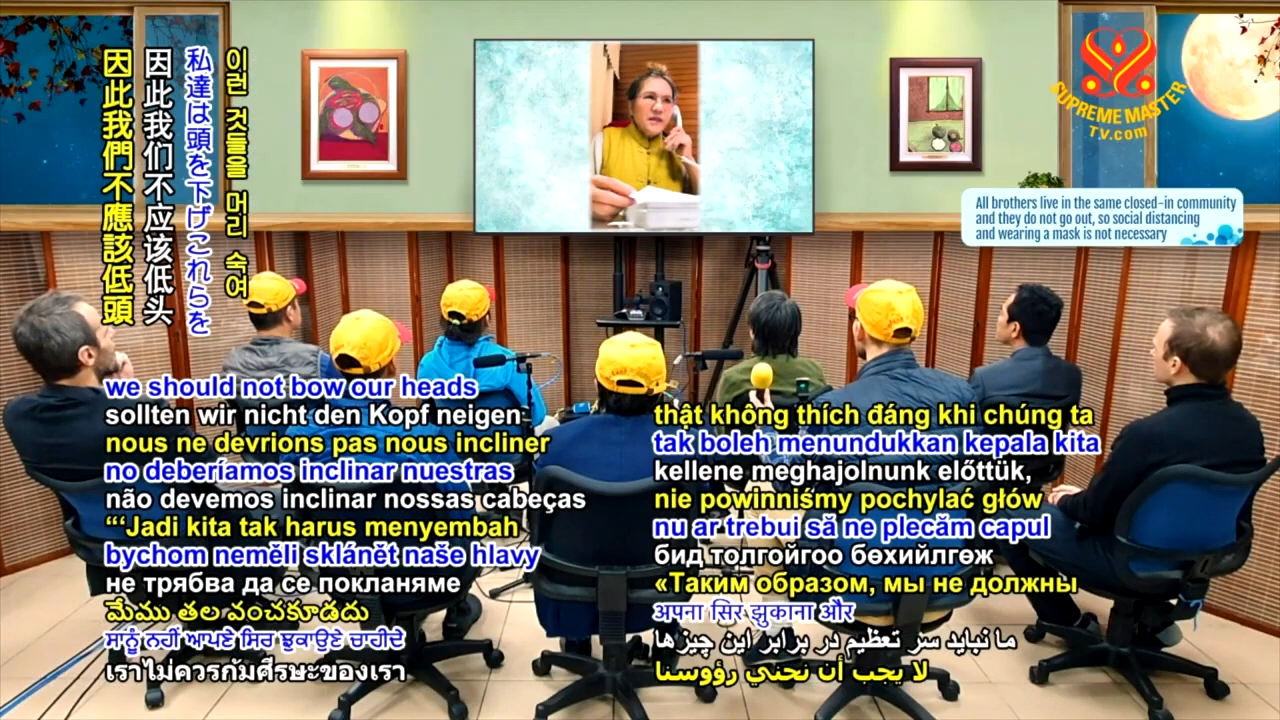 因此我們不應該低頭
因此我们不应该低头
私達は頭を下げこれらを
이런 것들을 머리 숙여
SUPREME MASTER
TV.com
All brothers live in the same closed-in community
and they do not go out, so social distancing
and wearing a mask is not necessary
we should not bow our heads
sollten wir nicht den Kopf neigen
nous ne devrions pas nous incliner
no deberíamos inclinar nuestras
não devemos inclinar nossas cabeças
“‘Jadi kita tak harus menyembah
bychom neměli sklánět naše hlavy
не трябва да се покланяме
మేము తల వంచకూడదు
ਸਾਨੂੰ ਨਹੀਂ ਆਪਣੇ ਸਿਰ ਝੁਕਾਉਣੇ ਚਾਹੀਦੇ
เราไม่ควรก้มศีรษะของเรา
thật không thích đáng khi chúng ta
tak boleh menundukkan kepala kita
kellene meghajolnunk előttük,
nie powinniśmy pochylać głów
nu ar trebui să ne plecăm capul
бид толгойгоо бөхийлгөж
«Таким образом, мы не должны
अपना सिर झुकाना और
ما نباید سر تعظیم در برابر این چیزها
لا يجب أن نحني رؤوسنا